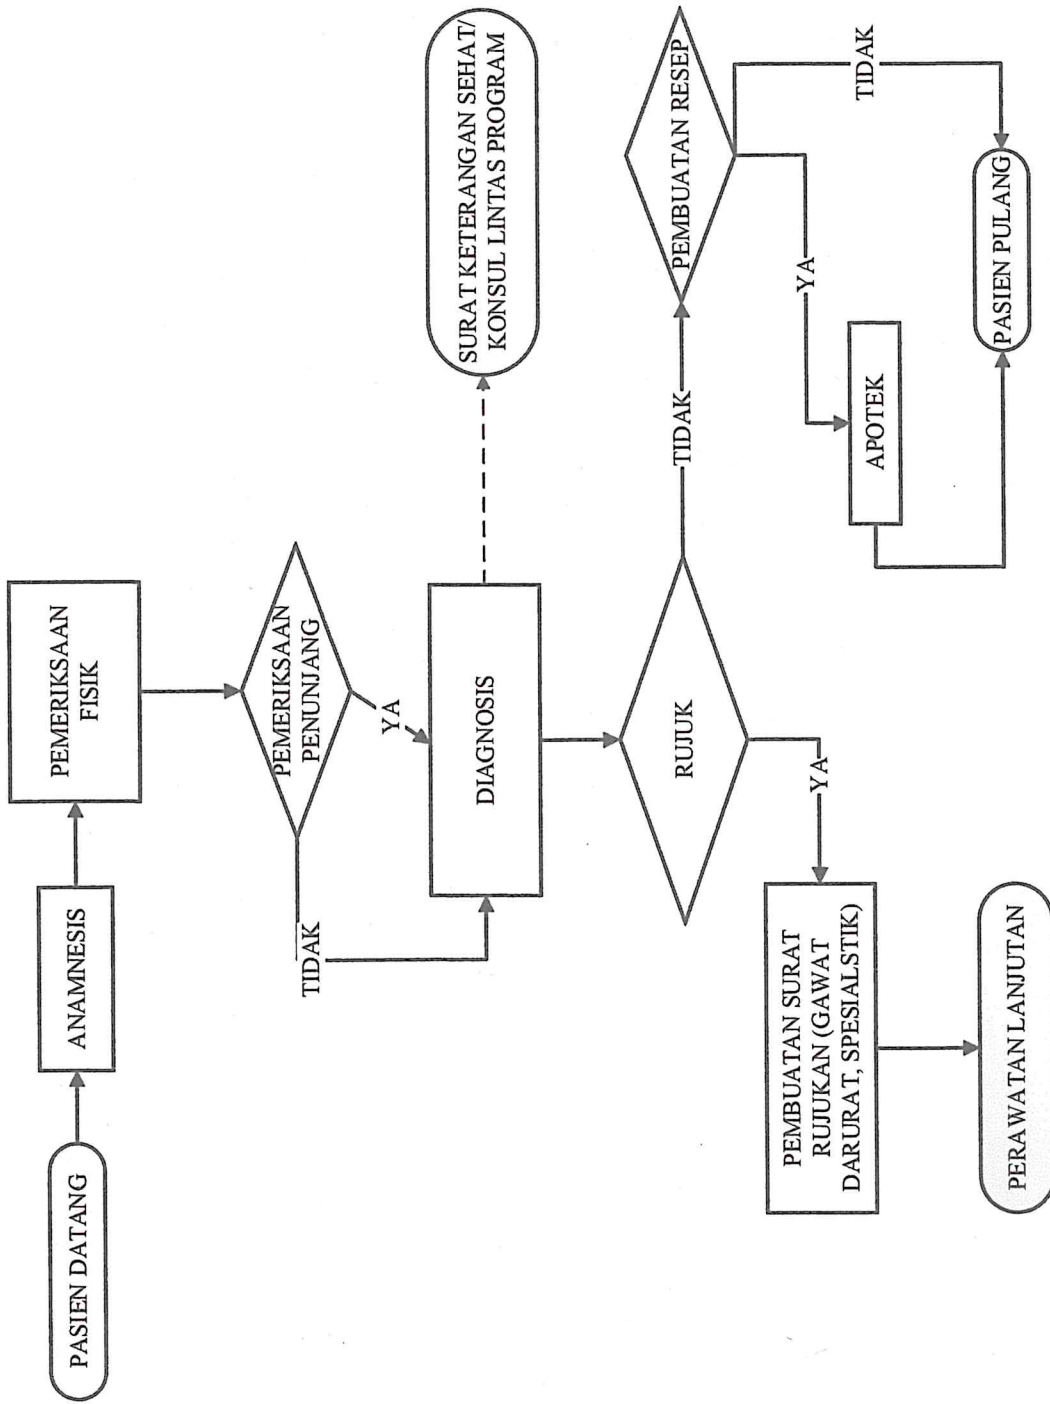 PASIEN DATANG
ANAMNESIS
PEMERIKSAAN
FISIK
PEMERIKSAAN
PENUNJANG
TIDAK
YA
DIAGNOSIS
SURAT KETERANGAN SEHAT/
KONSUL LINTAS PROGRAM
RUJUK
TIDAK
PEMBUATAN RESEP
YA
PEMBUATAN SURAT
RUJUKAN (GAWAT
DARURAT, SPESIALSTIK)
YA
TIDAK
APOTEK
PERAWATAN LANJUTAN
PASIEN PULANG